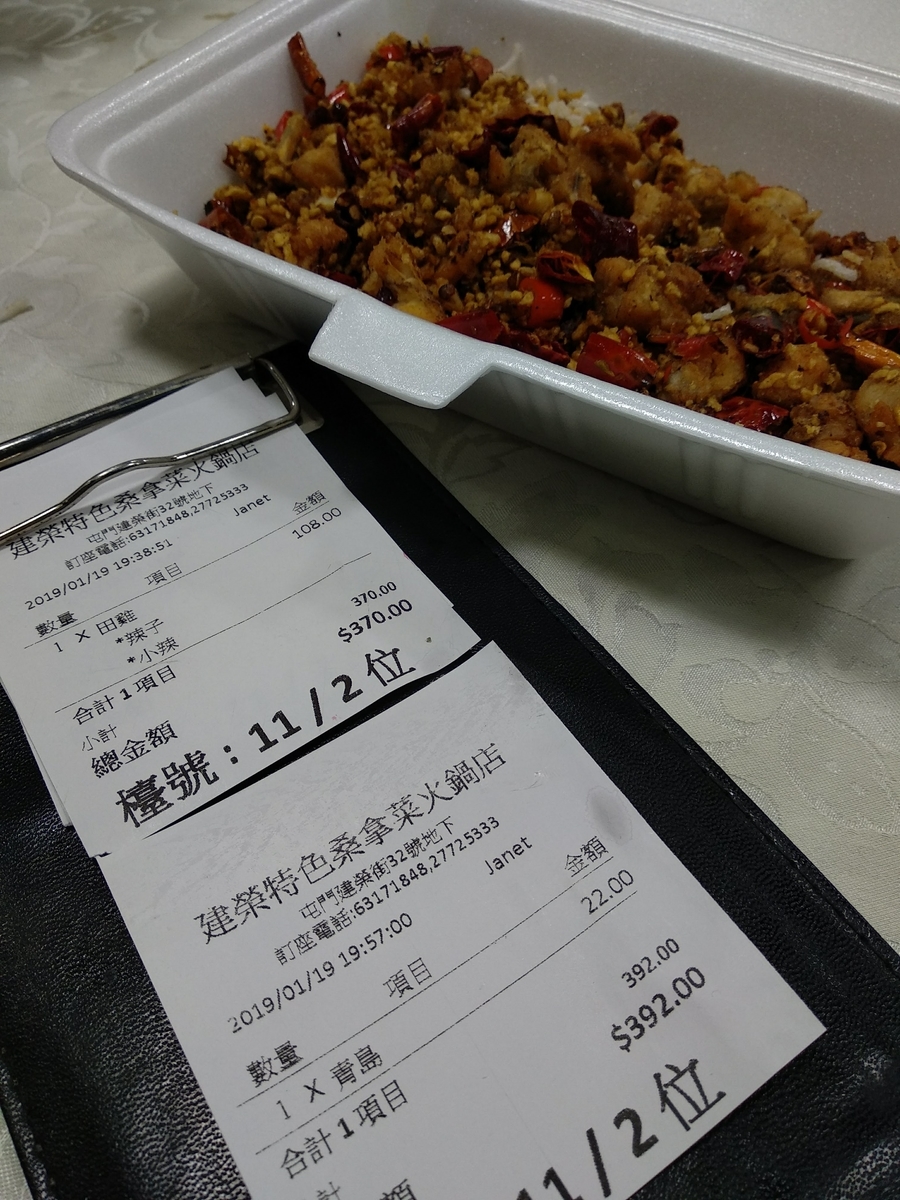 建榮特色桑拿菜火鍋店
屯門建榮街32號地下
訂座電話:63171848,27725333
2019/01/19 19:38:51 Janet
數量 項目 金額
1 X 田雞 108.00
*辣子
*小辣
合計 1 項目
小計 370.00
總金額 $370.00
檯號：11 / 2 位
建榮特色桑拿菜火鍋店
屯門建榮街32號地下
訂座電話:63171848,27725333
2019/01/19 19:57:00 Janet
數量 項目 金額
1 X 青島 22.00
合計 1 項目
計 392.00
額 $392.00
11 / 2 位